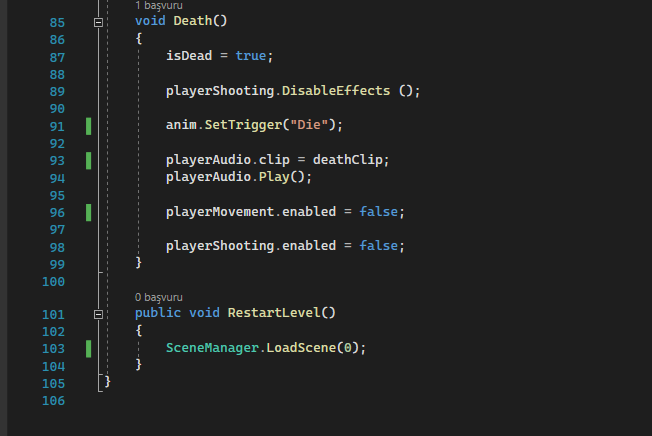 1 başvuru
85 void Death()
86 {
87 isDead = true;
88
89 playerShooting.DisableEffects ();
90
91 anim.SetTrigger("Die");
92
93 playerAudio.clip = deathClip;
94 playerAudio.Play();
95
96 playerMovement.enabled = false;
97
98 playerShooting.enabled = false;
99 }
100
0 başvuru
101 public void RestartLevel()
102 {
103 SceneManager.LoadScene(0);
104 }
105 }
106